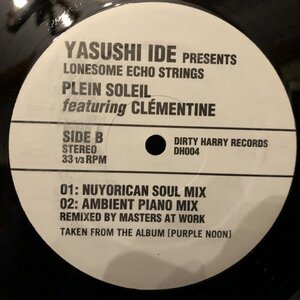 YASUSHI IDE PRESENTS
LONESOME ECHO STRINGS
PLEIN SOLEIL
featuring CLÉMENTINE
SIDE B
STEREO
33 1/3 RPM
DIRTY HARRY RECORDS
DH004
01: NUYORICAN SOUL MIX
02: AMBIENT PIANO MIX
REMIXED BY MASTERS AT WORK
TAKEN FROM THE ALBUM [PURPLE NOON]